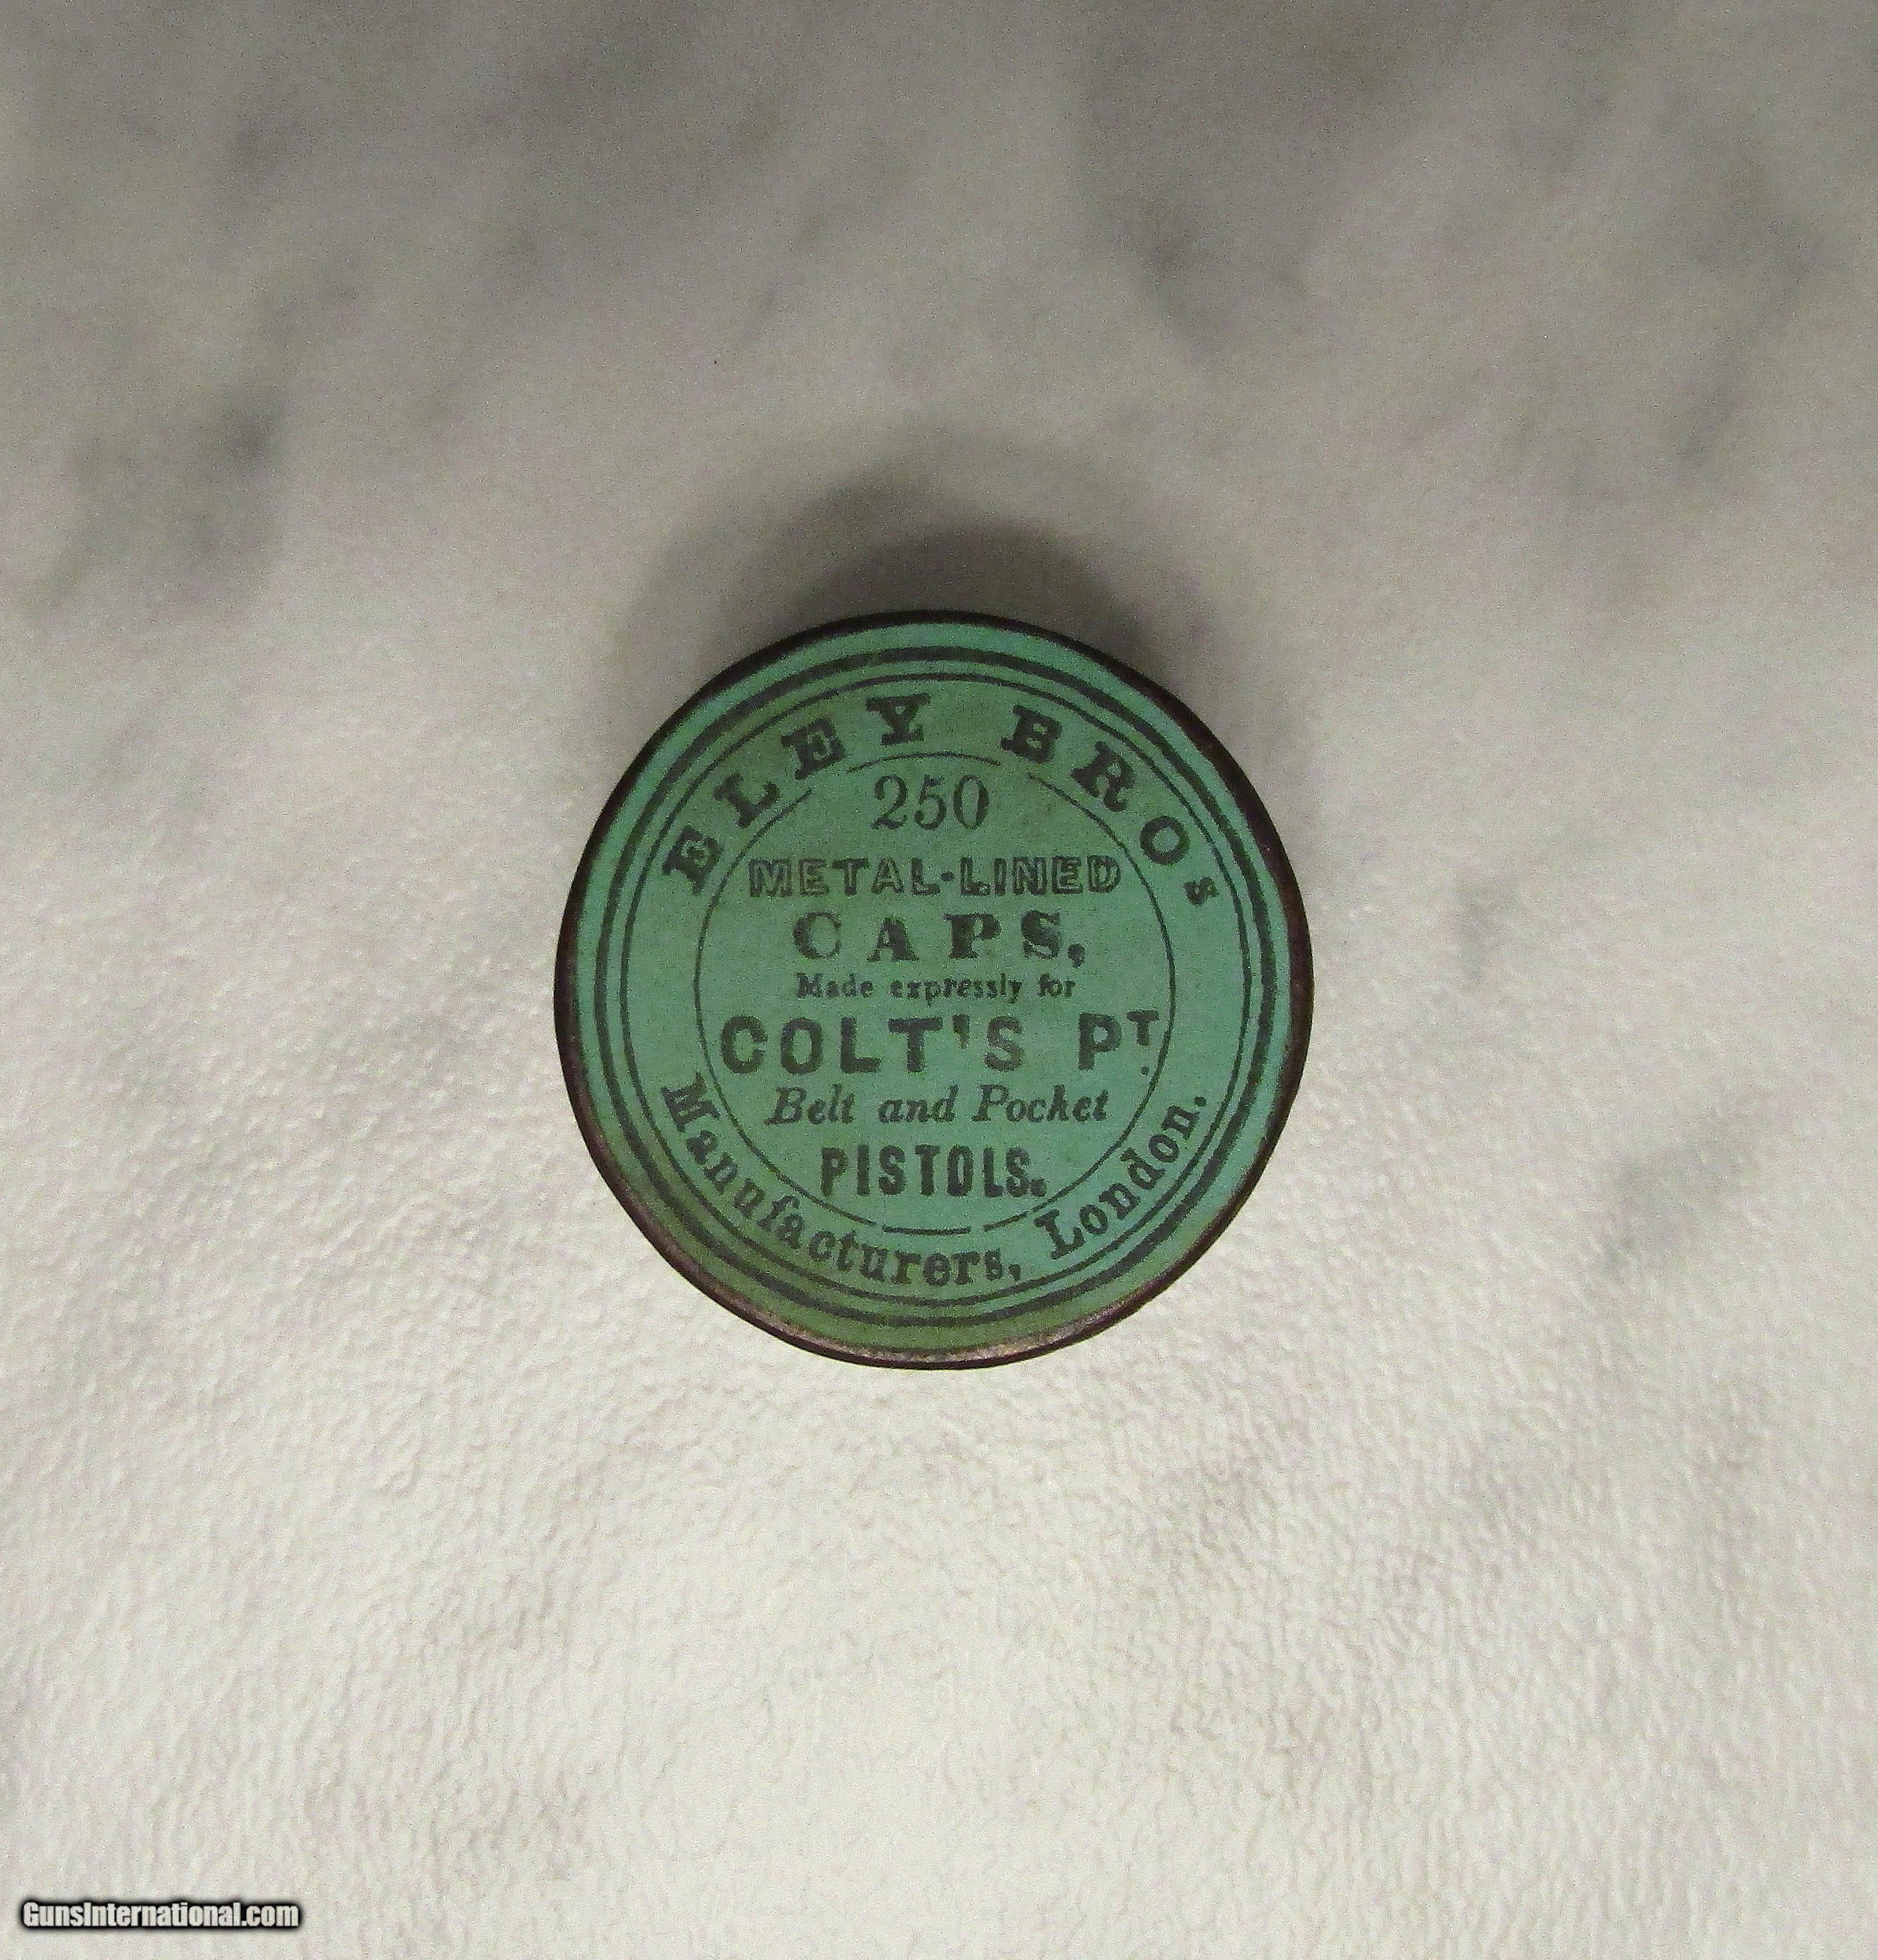 ELEY BROS
250
METAL-LINED
CAPS,
Made expressly for
COLT'S PT.
Belt and Pocket
PISTOLS.
Manufacturers, London.
GunsInternational.com